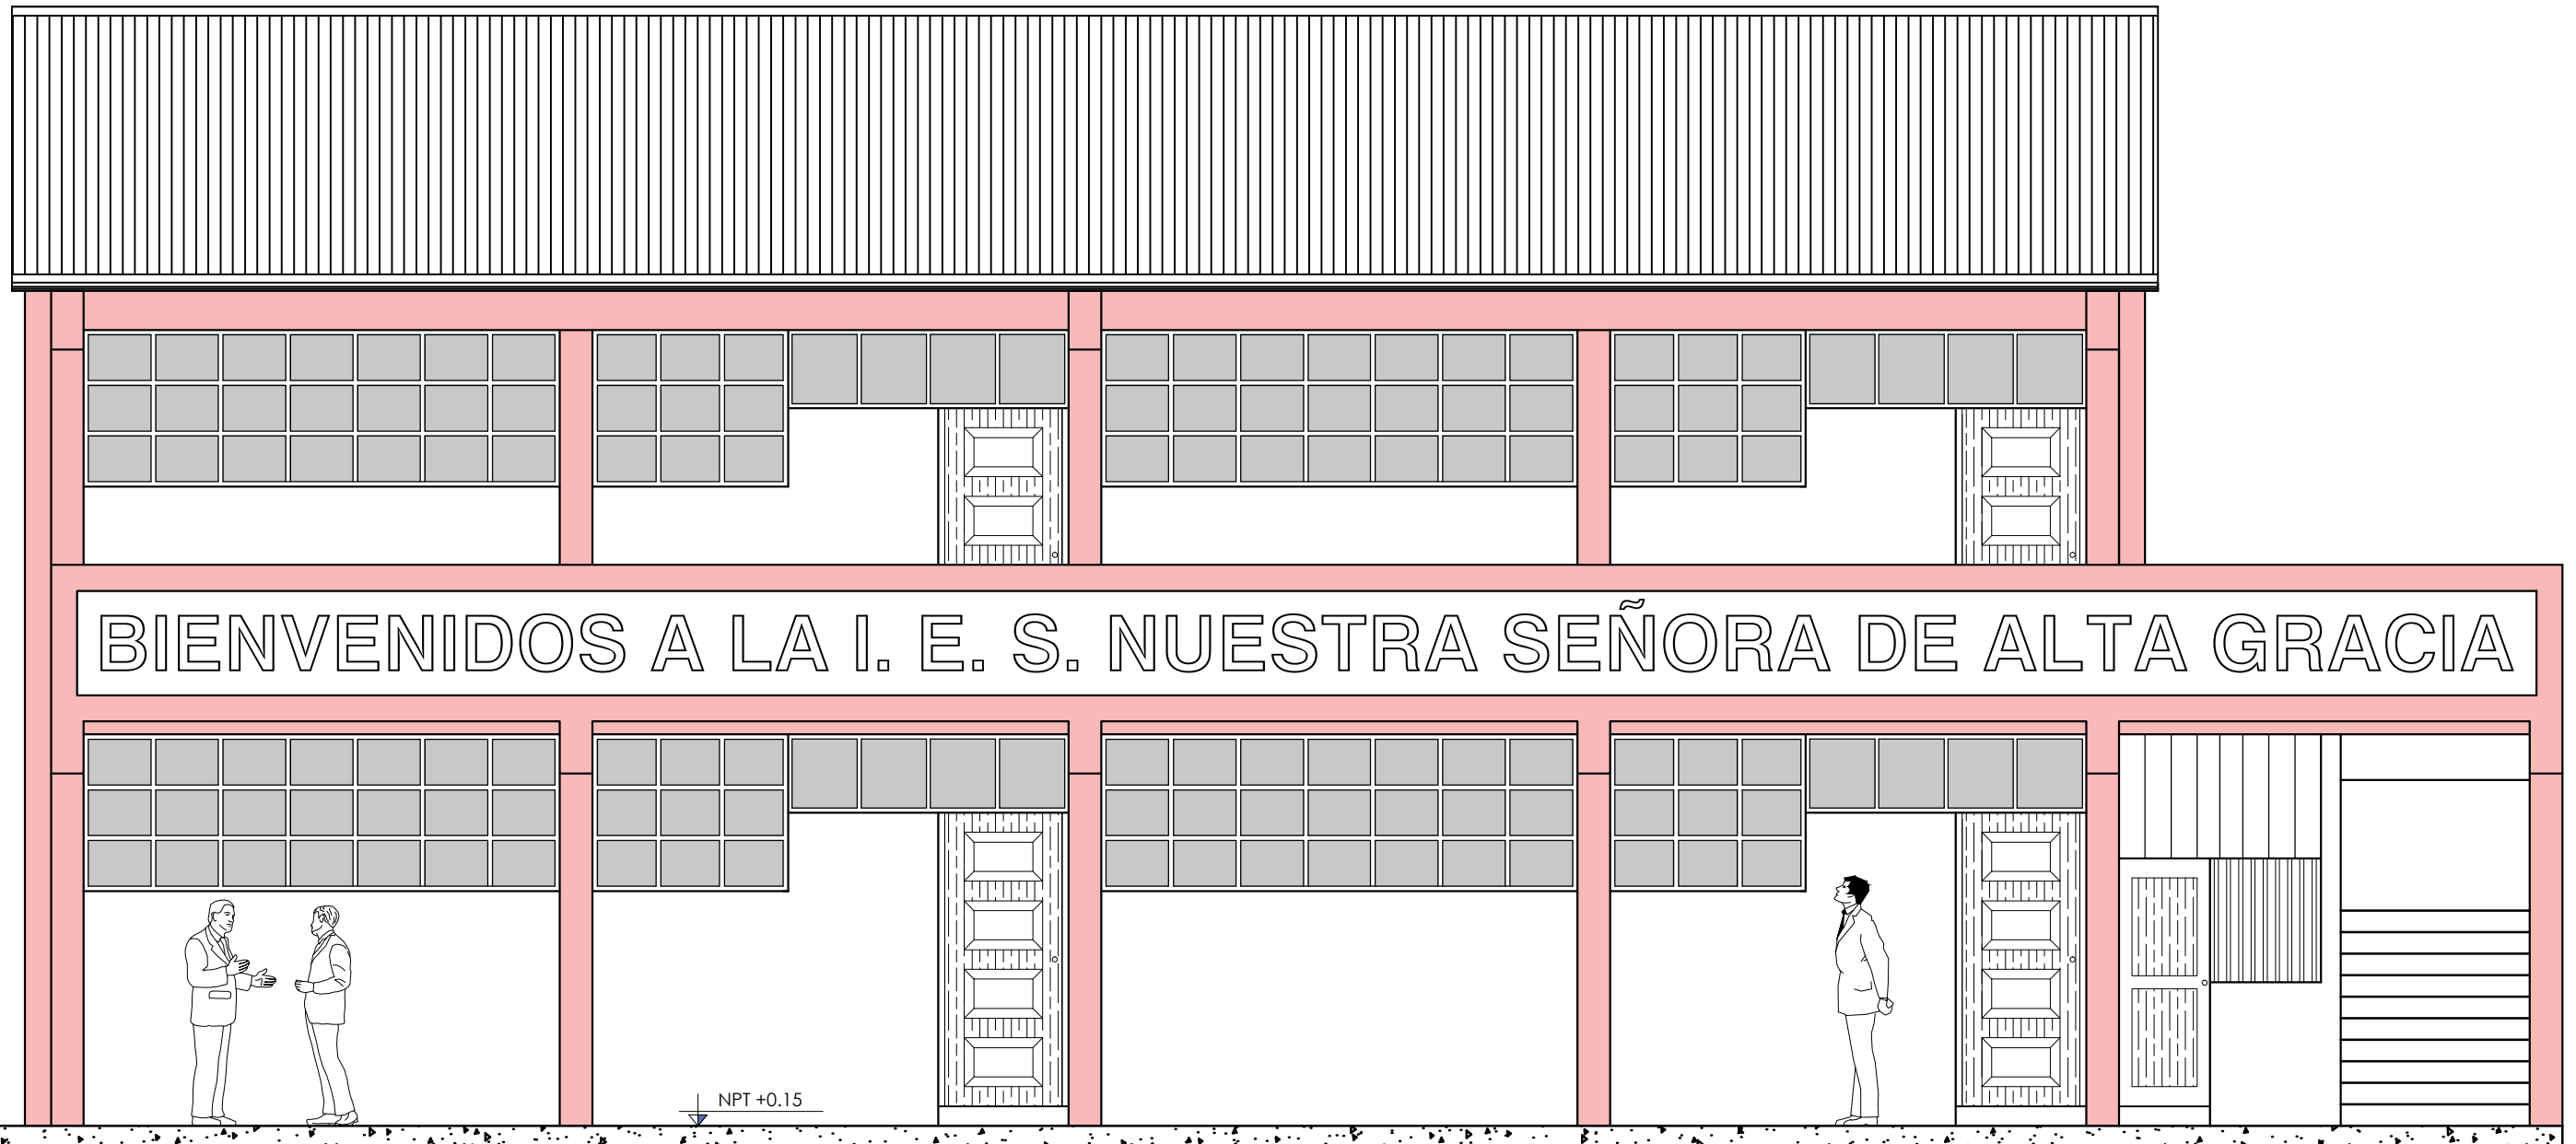 BIENVENIDOS A LA I. E. S. NUESTRA SEÑORA DE ALTA GRACIA
NPT +0.15